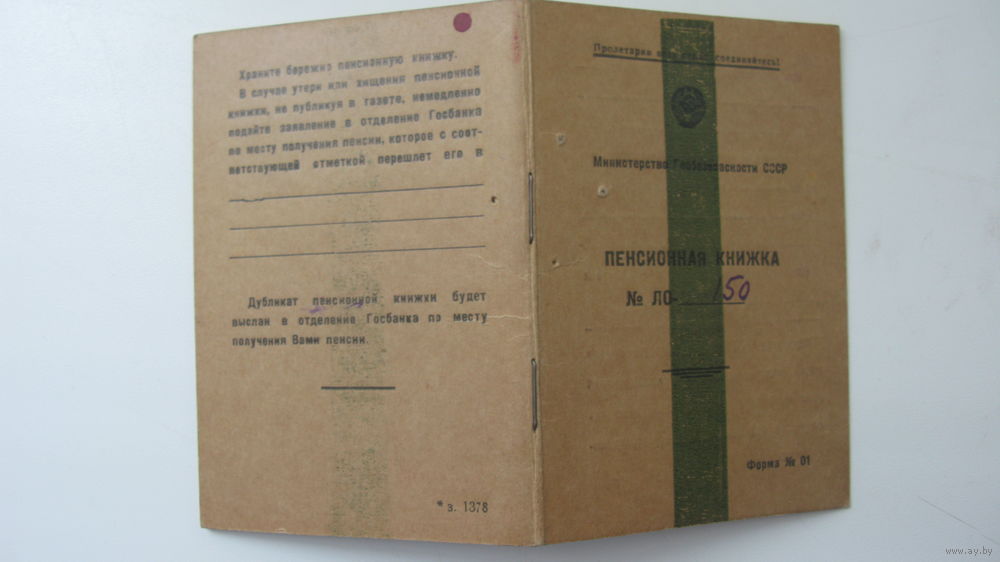 Храните бережно пенсионную книжку.
В случае утери или хищения пенсионной
книжки, не публикуя в газете, немедленно
подайте заявление в отделение Госбанка
по месту получения пенсии, которое с соот-
ветствующей отметкой перешлет его в
Дубликат пенсионной книжки будет
выслан в отделение Госбанка по месту
получения Вами пенсии.
* з. 1378
Пролетарии всех стран, соединяйтесь!
Министерство Госбезопасности СССР
ПЕНСИОННАЯ КНИЖКА
№ ЛО- 150
Форма № 01
www.ay.by